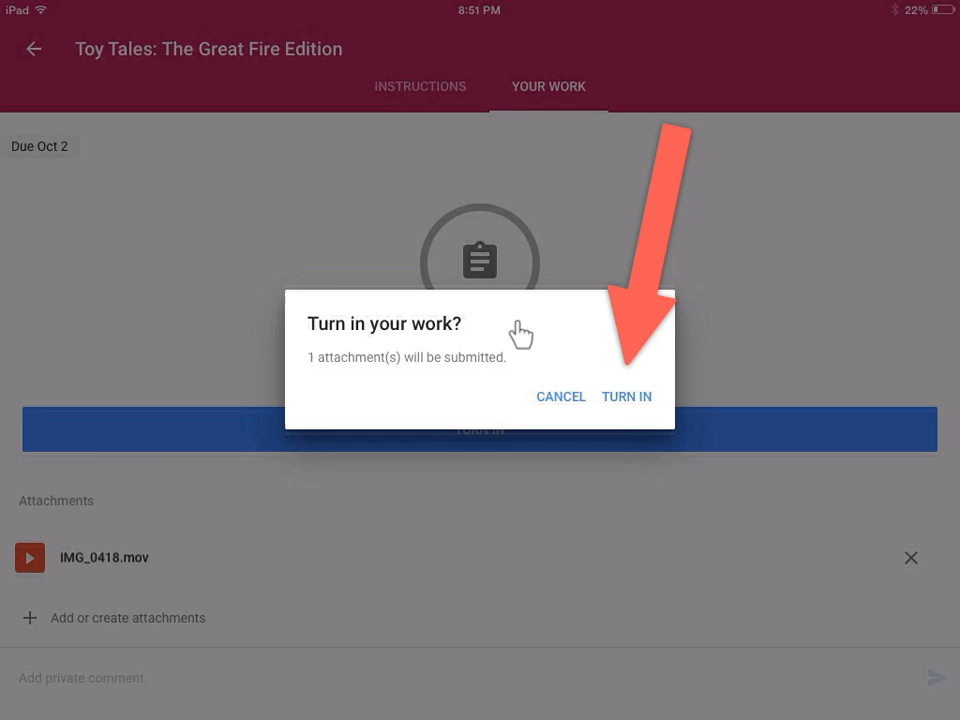 iPad 8:51 PM 22%
Toy Tales: The Great Fire Edition
INSTRUCTIONS YOUR WORK
Due Oct 2
Turn in your work?
1 attachment(s) will be submitted.
CANCEL TURN IN
TURN IN
Attachments
IMG_0418.mov
Add or create attachments
Add private comment